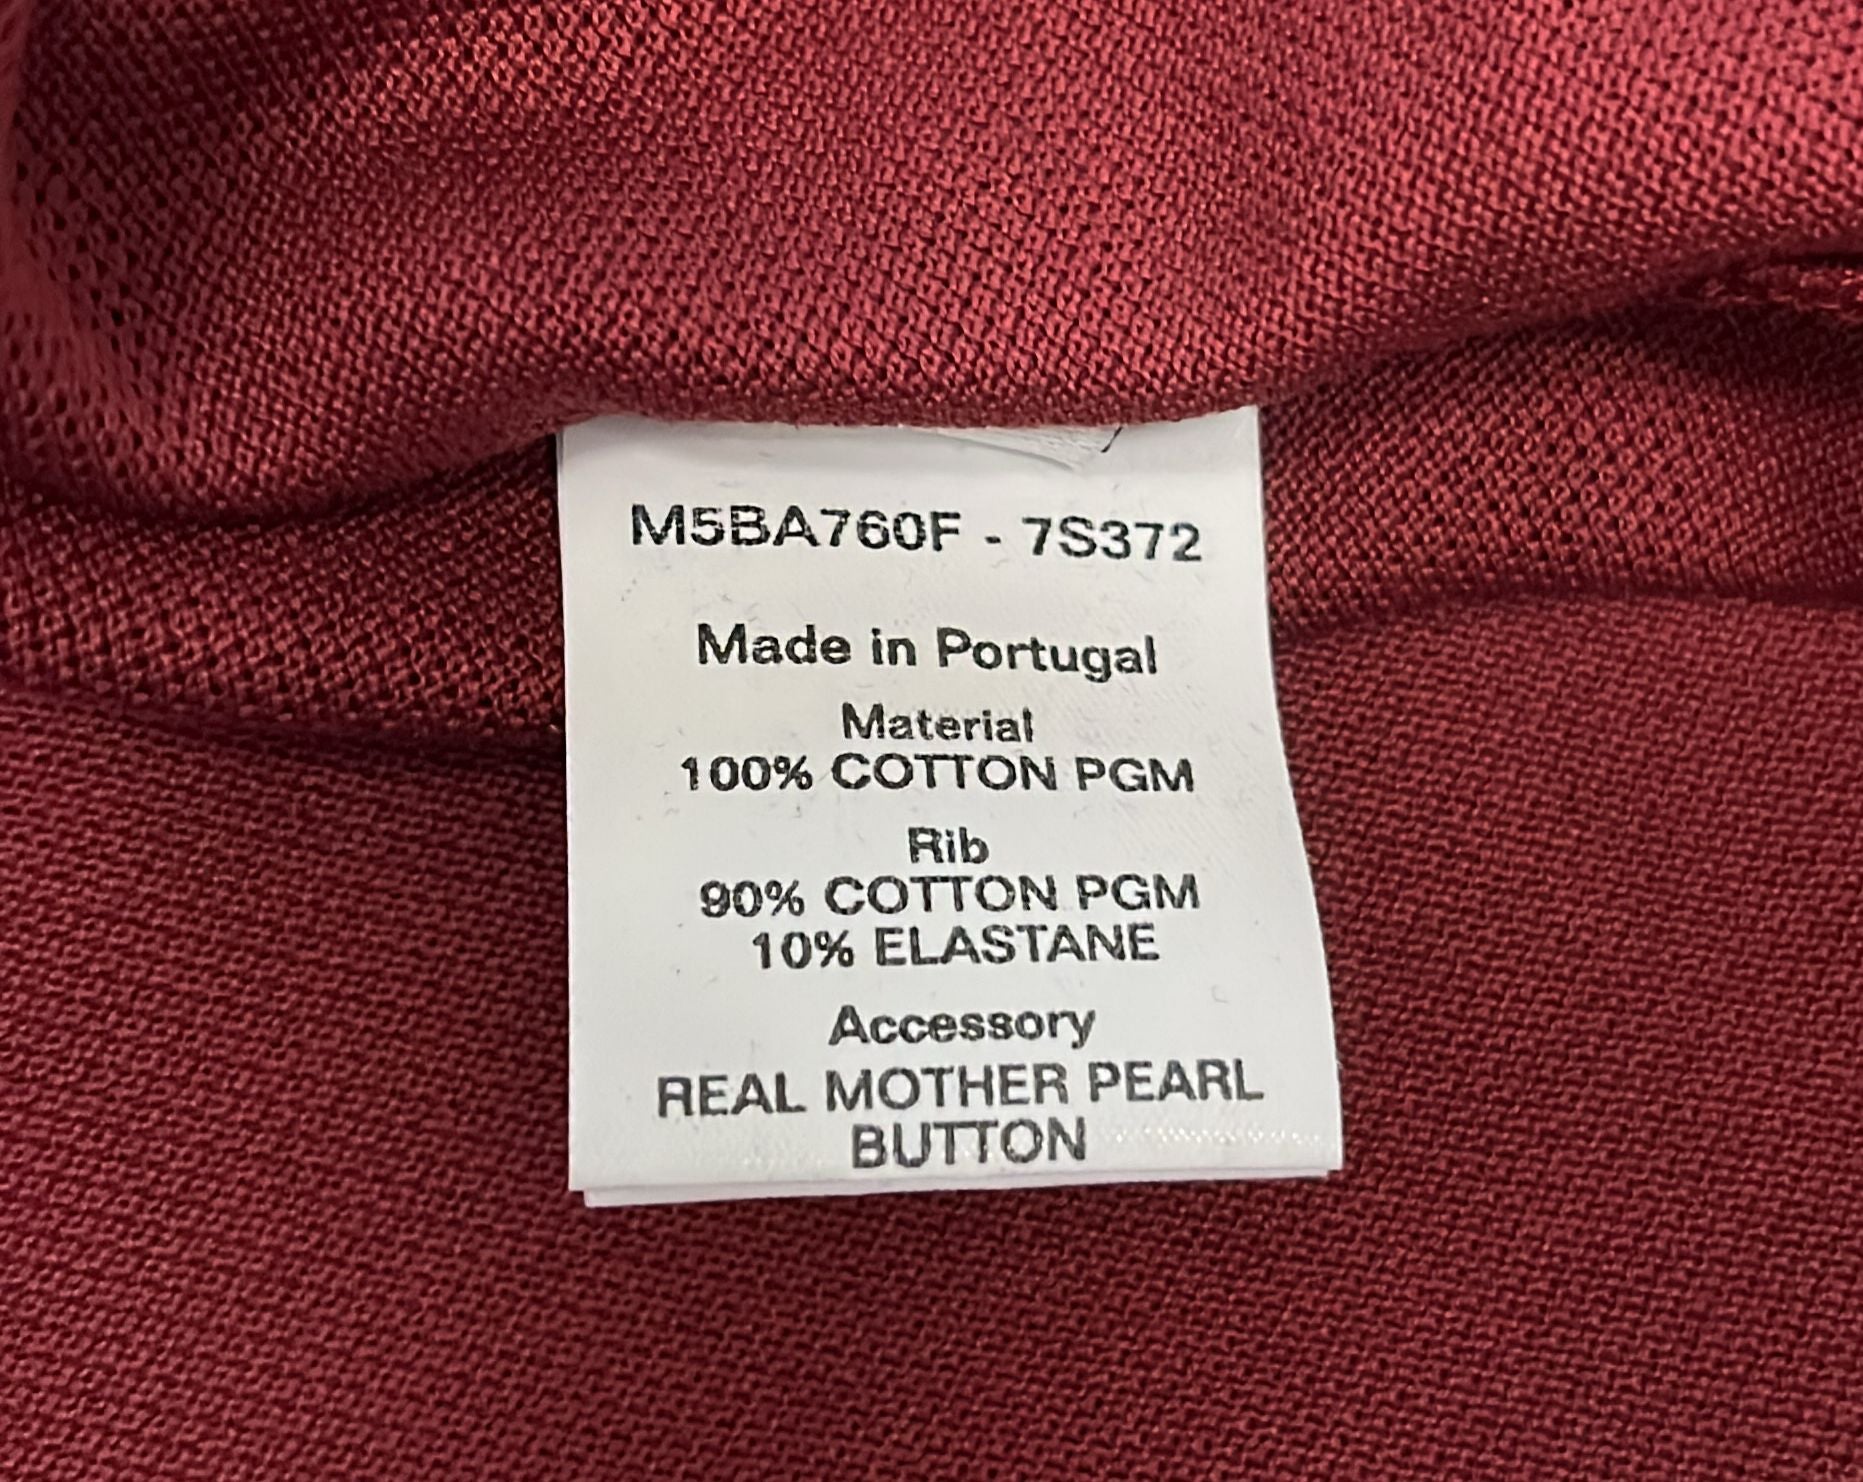 M5BA760F - 7S372
Made in Portugal
Material
100% COTTON PGM
Rib
90% COTTON PGM
10% ELASTANE
Accessory
REAL MOTHER PEARL
BUTTON